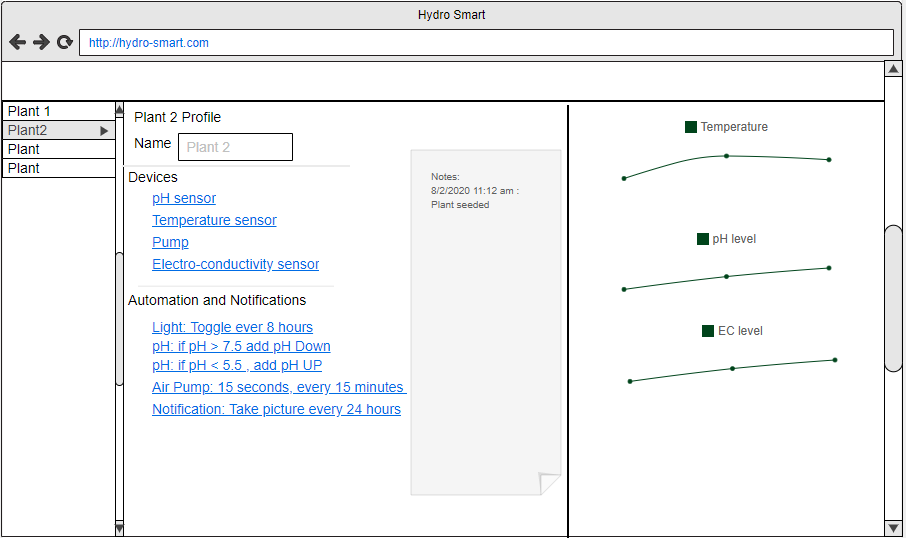 Hydro Smart
http://hydro-smart.com
Plant 1
Plant2
Plant
Plant
Plant 2 Profile
Name
Plant 2
Devices
pH sensor
Temperature sensor
Pump
Electro-conductivity sensor
Automation and Notifications
Light: Toggle ever 8 hours
pH: if pH > 7.5 add pH Down
pH: if pH < 5.5 , add pH UP
Air Pump: 15 seconds, every 15 minutes
Notification: Take picture every 24 hours
Notes:
8/2/2020 11:12 am :
Plant seeded
Temperature
pH level
EC level